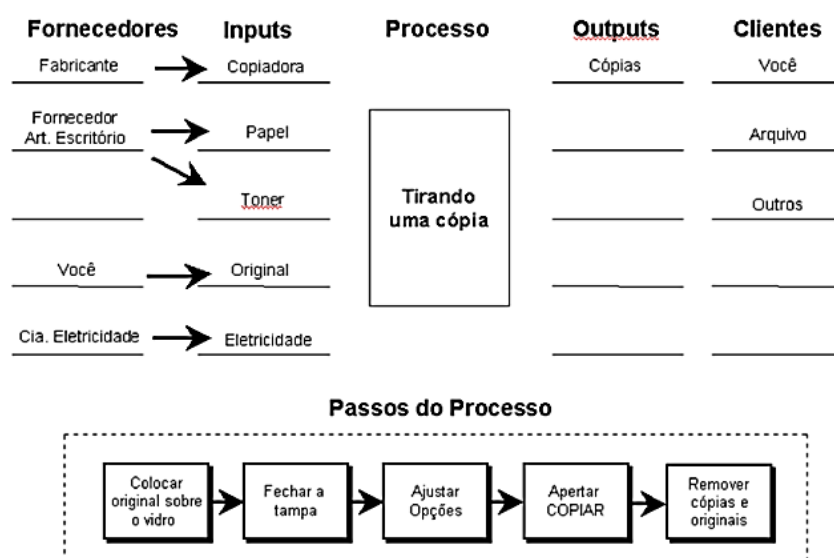 Fornecedores Inputs Processo Outputs Clientes
Fabricante Copiadora Cópias Você
Fornecedor
Art. Escritório Papel Arquivo
Tirando
uma cópia
Toner Outros
Você Original
Cia. Eletricidade Eletricidade
Passos do Processo
Colocar
original sobre
o vidro
Fechar a
tampa
Ajustar
Opções
Apertar
COPIAR
Remover
cópias e
originais